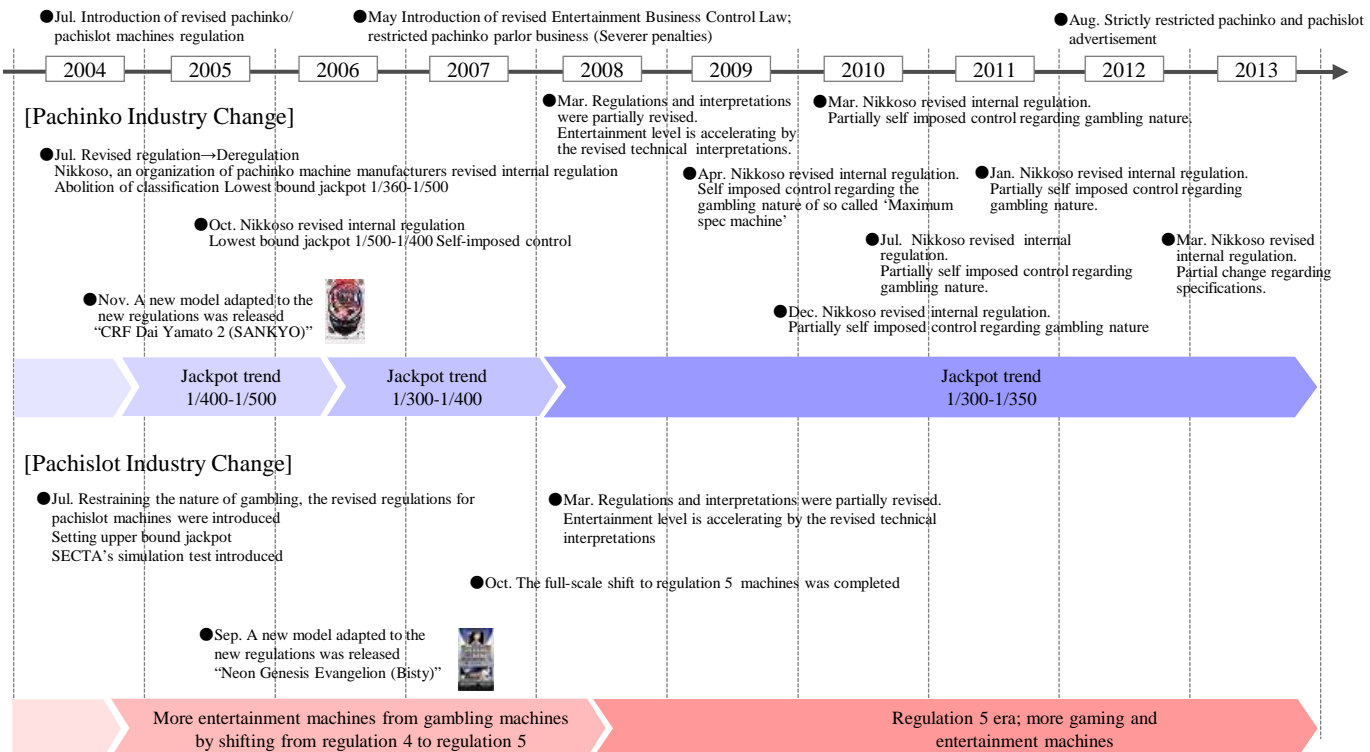 ●Jul. Introduction of revised pachinko/
pachislot machines regulation
●May Introduction of revised Entertainment Business Control Law;
restricted pachinko parlor business (Severer penalties)
●Aug. Strictly restricted pachinko and pachislot
advertisement
2004 2005 2006 2007 2008 2009 2010 2011 2012 2013
[Pachinko Industry Change]
●Mar. Regulations and interpretations
were partially revised.
Entertainment level is accelerating by
the revised technical interpretations.
●Mar. Nikkoso revised internal regulation.
Partially self imposed control regarding gambling nature.
●Jul. Revised regulation→Deregulation
Nikkoso, an organization of pachinko machine manufacturers revised internal regulation
Abolition of classification Lowest bound jackpot 1/360-1/500
●Apr. Nikkoso revised internal regulation.
Self imposed control regarding the
gambling nature of so called ‘Maximum
spec machine’
●Jan. Nikkoso revised internal regulation.
Partially self imposed control regarding
gambling nature.
●Oct. Nikkoso revised internal regulation
Lowest bound jackpot 1/500-1/400 Self-imposed control
●Jul. Nikkoso revised internal
regulation.
Partially self imposed control regarding
gambling nature.
●Mar. Nikkoso revised
internal regulation.
Partial change regarding
specifications.
●Nov. A new model adapted to the
new regulations was released
“CRF Dai Yamato 2 (SANKYO)”
●Dec. Nikkoso revised internal regulation.
Partially self imposed control regarding gambling nature
Jackpot trend
1/400-1/500
Jackpot trend
1/300-1/400
Jackpot trend
1/300-1/350
[Pachislot Industry Change]
●Jul. Restraining the nature of gambling, the revised regulations for
pachislot machines were introduced
Setting upper bound jackpot
SECTA’s simulation test introduced
●Mar. Regulations and interpretations were partially revised.
Entertainment level is accelerating by the revised technical
interpretations
●Oct. The full-scale shift to regulation 5 machines was completed
●Sep. A new model adapted to the
new regulations was released
“Neon Genesis Evangelion (Bisty)”
More entertainment machines from gambling machines
by shifting from regulation 4 to regulation 5
Regulation 5 era; more gaming and
entertainment machines